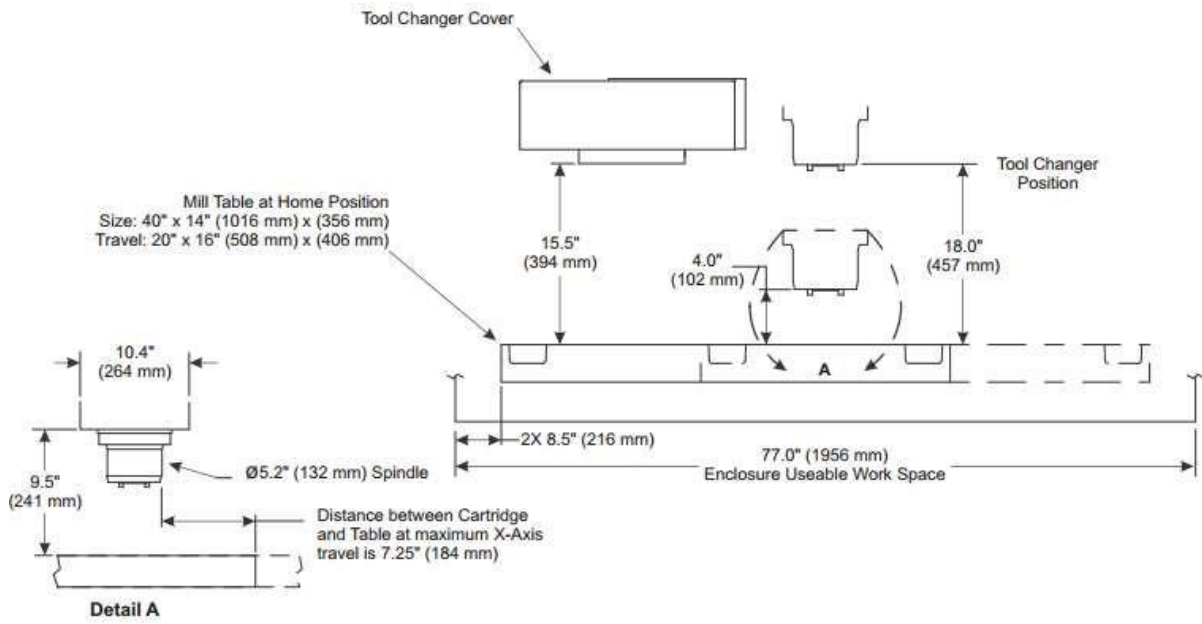 Tool Changer Cover
Tool Changer
Position
Mill Table at Home Position
Size: 40" x 14" (1016 mm) x (356 mm)
Travel: 20" x 16" (508 mm) x (406 mm)
15.5"
(394 mm)
4.0"
(102 mm)
18.0"
(457 mm)
10.4"
(264 mm)
A
2X 8.5" (216 mm)
77.0" (1956 mm)
Enclosure Useable Work Space
Ø5.2" (132 mm) Spindle
9.5"
(241 mm)
Distance between Cartridge
and Table at maximum X-Axis
travel is 7.25" (184 mm)
Detail A